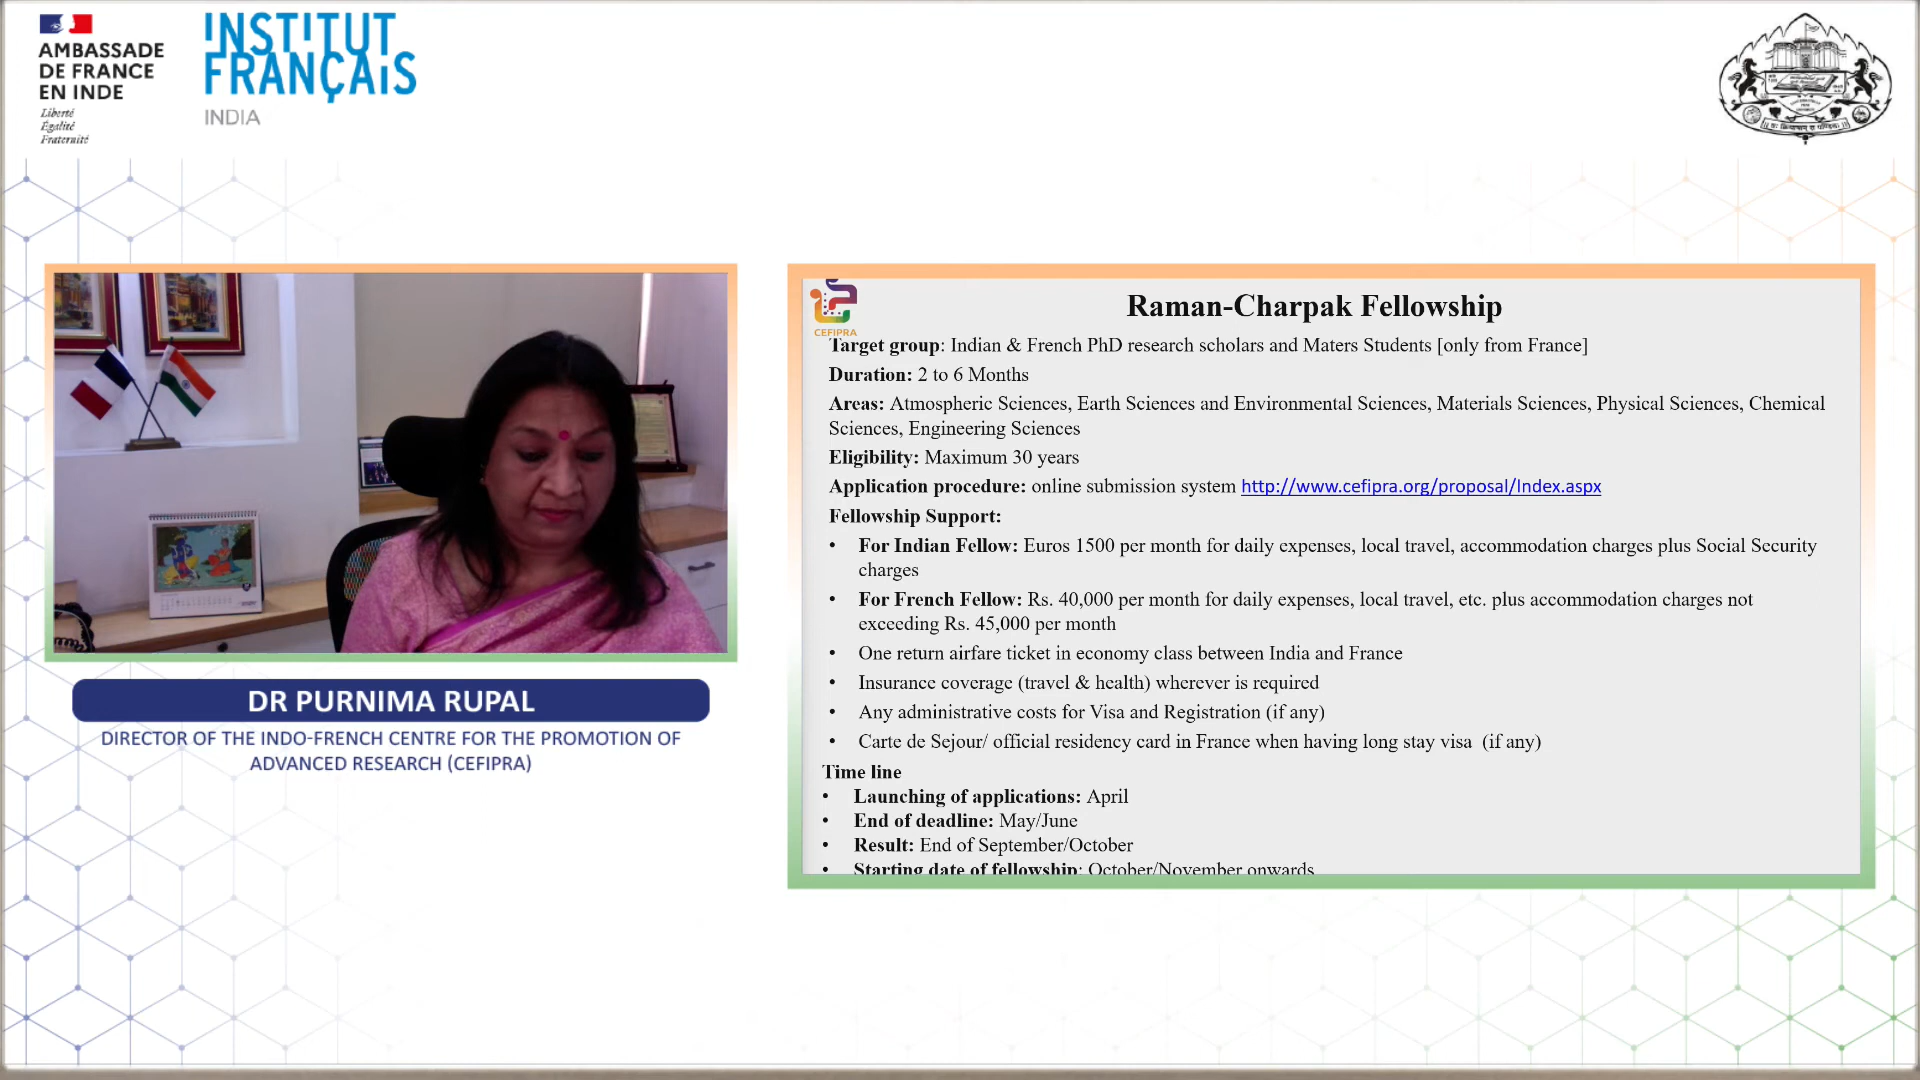 AMBASSADE
DE FRANCE
EN INDE
Liberté
Égalité
Fraternité
INSTITUT
FRANÇAIS
INDIA
DR PURNIMA RUPAL
DIRECTOR OF THE INDO-FRENCH CENTRE FOR THE PROMOTION OF
ADVANCED RESEARCH (CEFIPRA)
CEFIPRA
Raman-Charpak Fellowship
Target group: Indian & French PhD research scholars and Maters Students [only from France]
Duration: 2 to 6 Months
Areas: Atmospheric Sciences, Earth Sciences and Environmental Sciences, Materials Sciences, Physical Sciences, Chemical
Sciences, Engineering Sciences
Eligibility: Maximum 30 years
Application procedure: online submission system http://www.cefipra.org/proposal/Index.aspx
Fellowship Support:
• For Indian Fellow: Euros 1500 per month for daily expenses, local travel, accommodation charges plus Social Security
charges
• For French Fellow: Rs. 40,000 per month for daily expenses, local travel, etc. plus accommodation charges not
exceeding Rs. 45,000 per month
• One return airfare ticket in economy class between India and France
• Insurance coverage (travel & health) wherever is required
• Any administrative costs for Visa and Registration (if any)
• Carte de Sejour/ official residency card in France when having long stay visa (if any)
Time line
• Launching of applications: April
• End of deadline: May/June
• Result: End of September/October
• Starting date of fellowship: October/November onwards